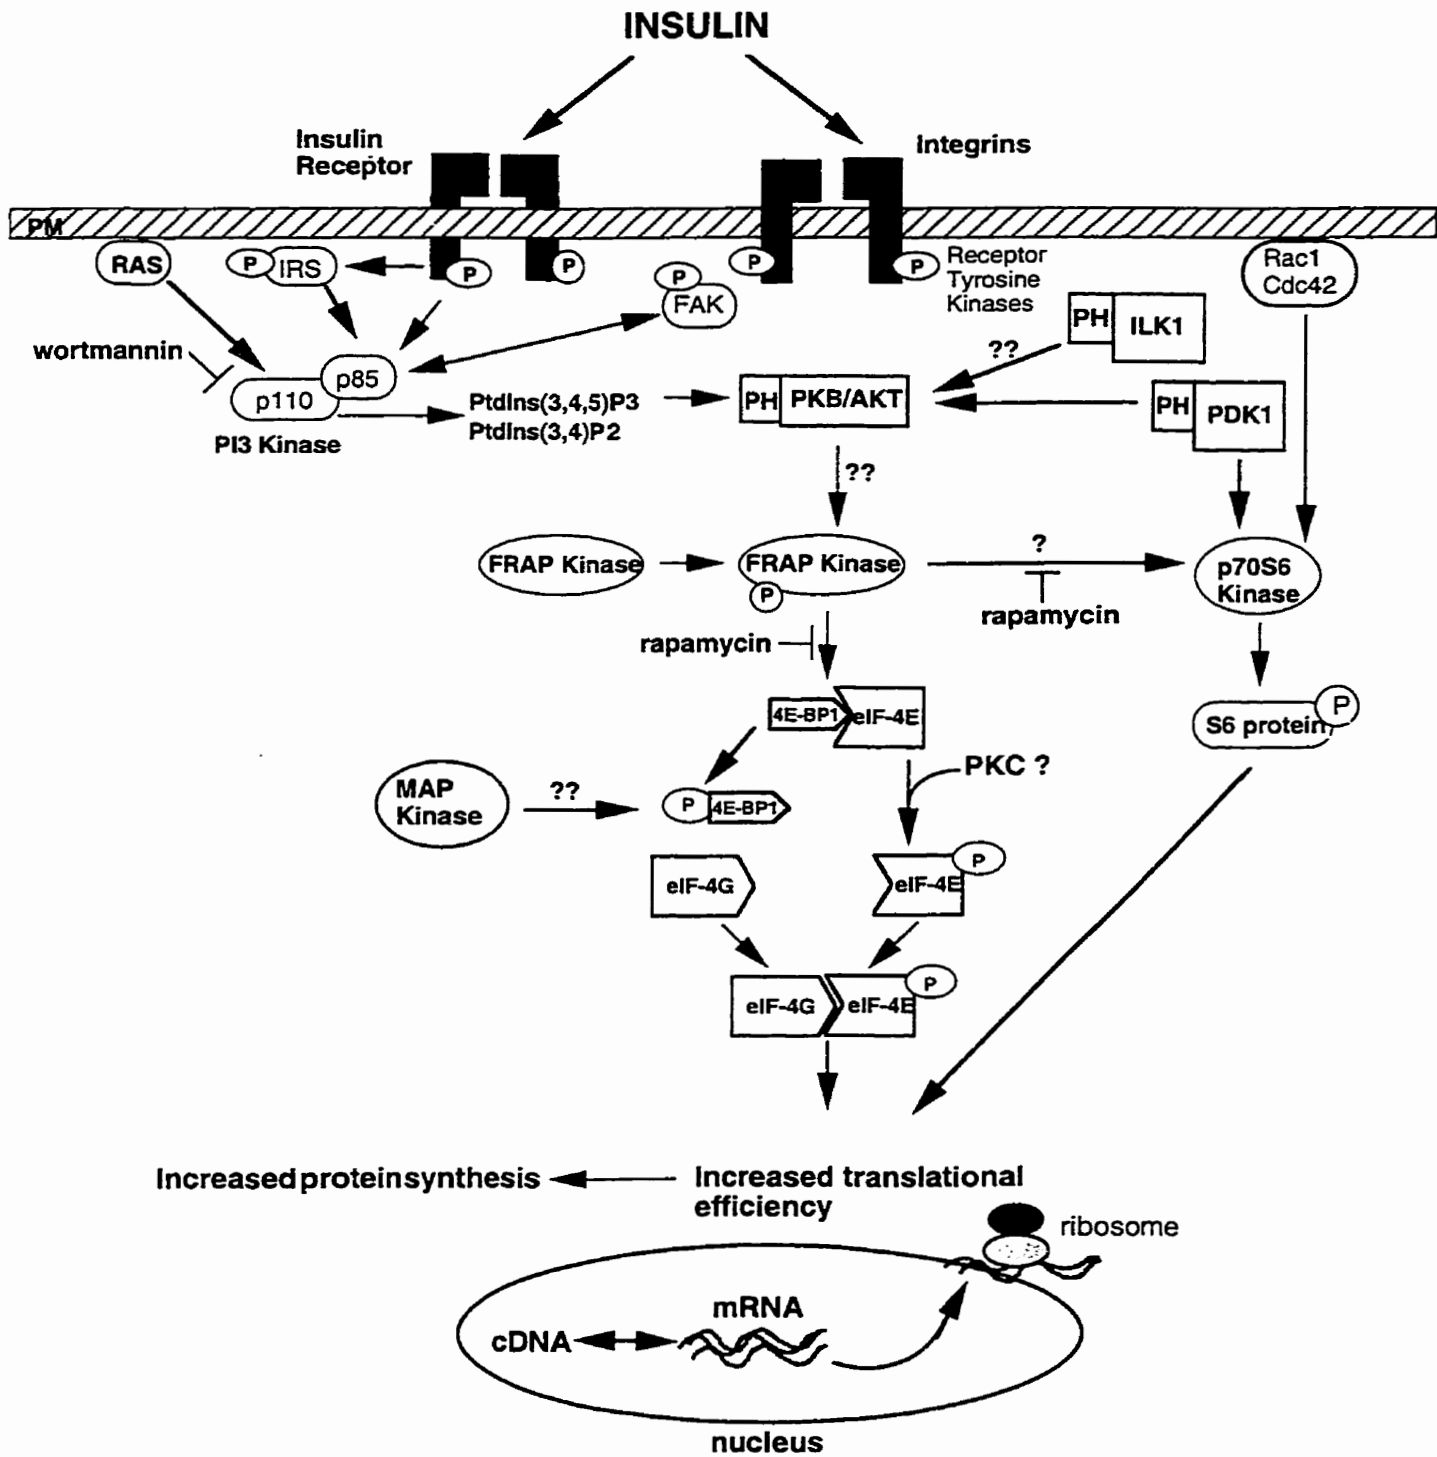 INSULIN
Insulin
Receptor
Integrins
PM
RAS
P
IRS
P
P
P
FAK
P
P
Receptor
Tyrosine
Kinases
Rac1
Cdc42
PH
ILK1
wortmannin
??
p85
p110
PI3 Kinase
PtdIns(3,4,5)P3
PtdIns(3,4)P2
PH
PKB/AKT
PH
PDK1
??
FRAP Kinase
FRAP Kinase
P
?
rapamycin
p70S6
Kinase
rapamycin
4E-BP1
eIF-4E
S6 protein
P
PKC ?
MAP
Kinase
??
P
4E-BP1
eIF-4G
eIF-4E
P
eIF-4G
eIF-4E
P
Increased protein synthesis
Increased translational
efficiency
ribosome
mRNA
cDNA
nucleus